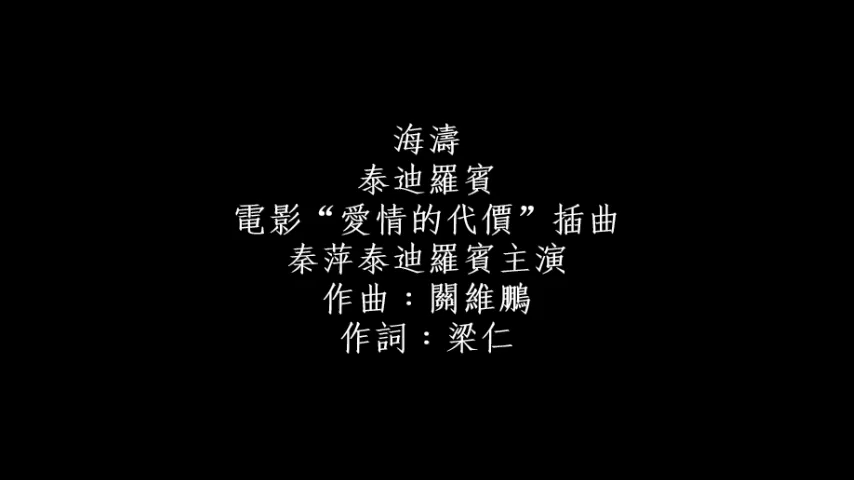 海濤
泰迪羅賓
電影“愛情的代價”插曲
秦萍泰迪羅賓主演
作曲：關維鵬
作詞：梁仁